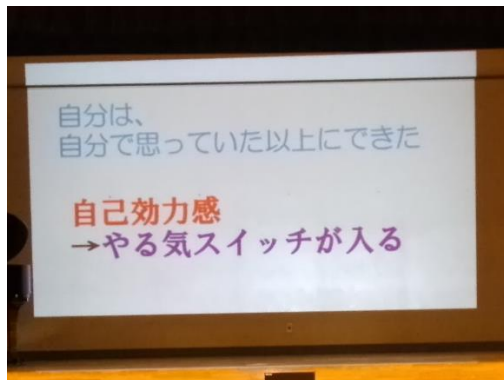 自分は、
自分で思っていた以上にできた
自己効力感
→やる気スイッチが入る